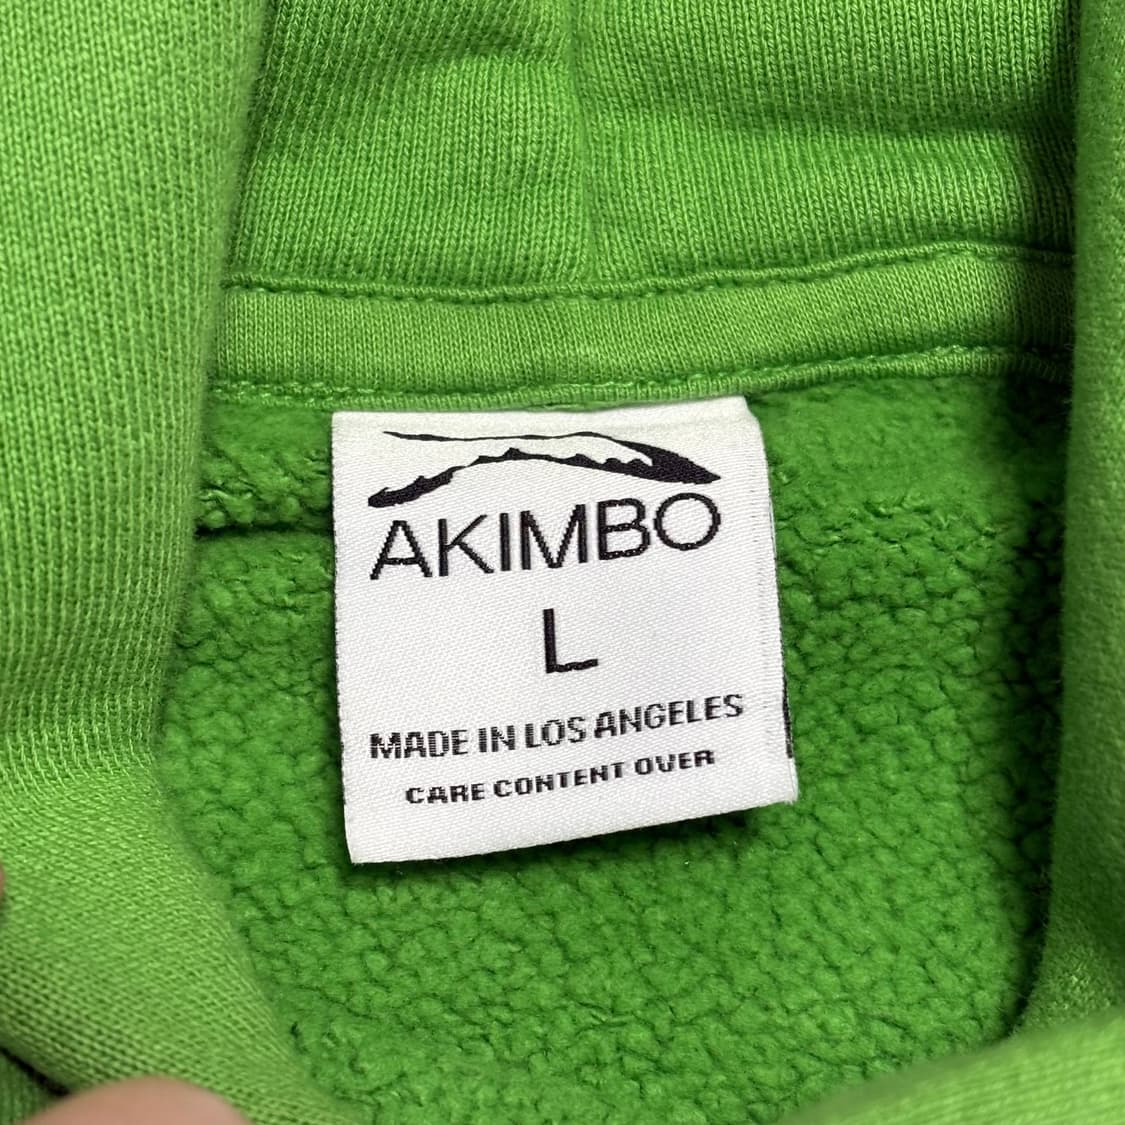 AKIMBO
L
MADE IN LOS ANGELES
CARE CONTENT OVER